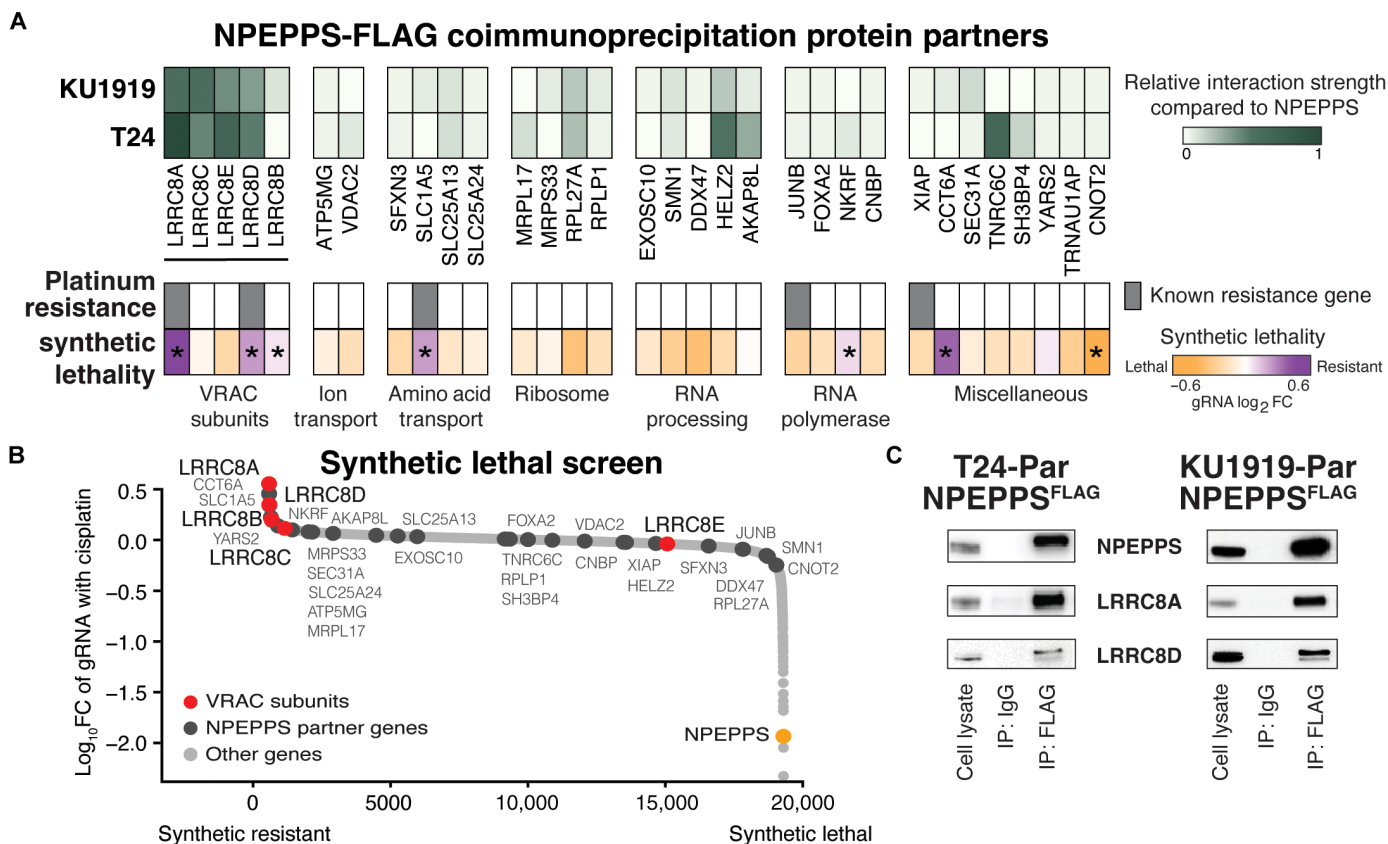 A
NPEPPS-FLAG coimmunoprecipitation protein partners
KU1919
T24
Relative interaction strength
compared to NPEPPS
0 1
LRRC8A LRRC8C LRRC8E LRRC8D LRRC8B ATP5MG VDAC2 SFXN3 SLC1A5 SLC25A13 SLC25A24 MRPL17 MRPS33 RPL27A RPLP1 EXOSC10 SMN1 DDX47 HELZ2 AKAP8L JUNB FOXA2 NKRF CNBP XIAP CCT6A SEC31A TNRC6C SH3BP4 YARS2 TRNAU1AP CNOT2
Platinum
resistance
Known resistance gene
synthetic
lethality
* * * * * * *
Synthetic lethality
Lethal Resistant
−0.6 0.6
gRNA log2 FC
VRAC
subunits
Ion
transport
Amino acid
transport
Ribosome
RNA
processing
RNA
polymerase
Miscellaneous
B
Synthetic lethal screen
Log10FC of gRNA with cisplatin
0.5
0.0
−0.5
−1.0
−1.5
−2.0
LRRC8A
CCT6A
SLC1A5
LRRC8D
LRRC8B
NKRF
AKAP8L
SLC25A13
FOXA2
VDAC2
LRRC8E
JUNB
SMN1
CNOT2
YARS2
LRRC8C
MRPS33
SEC31A
SLC25A24
ATP5MG
MRPL17
EXOSC10
TNRC6C
RPLP1
SH3BP4
CNBP
XIAP
HELZ2
SFXN3
DDX47
RPL27A
VRAC subunits
NPEPPS partner genes
Other genes
NPEPPS
0 5000 10,000 15,000 20,000
Synthetic resistant Synthetic lethal
C
T24-Par
NPEPPSFLAG
KU1919-Par
NPEPPSFLAG
NPEPPS
LRRC8A
LRRC8D
Cell lysate
IP: IgG
IP: FLAG
Cell lysate
IP: IgG
IP: FLAG